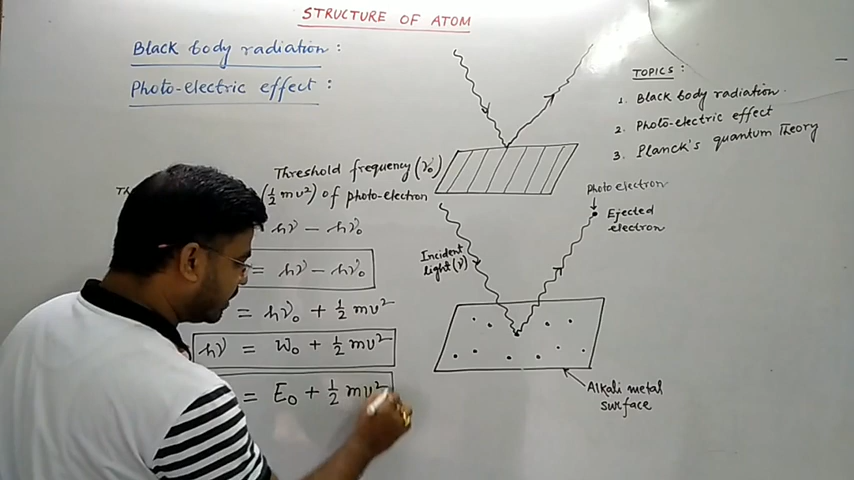 STRUCTURE OF ATOM
Black body radiation :
Photo-electric effect :
Threshold frequency (ν₀)
(½ mv²) of photo-electron
hν − hν₀
= hν − hν₀
= hν₀ + ½ mv²
hν = W₀ + ½ mv²
= E₀ + ½ mv²
TOPICS :
1. Black body radiation.
2. Photo-electric effect
3. Planck's quantum Theory
Photo electron
Ejected
electron
Incident
light (ν)
Alkali metal
surface